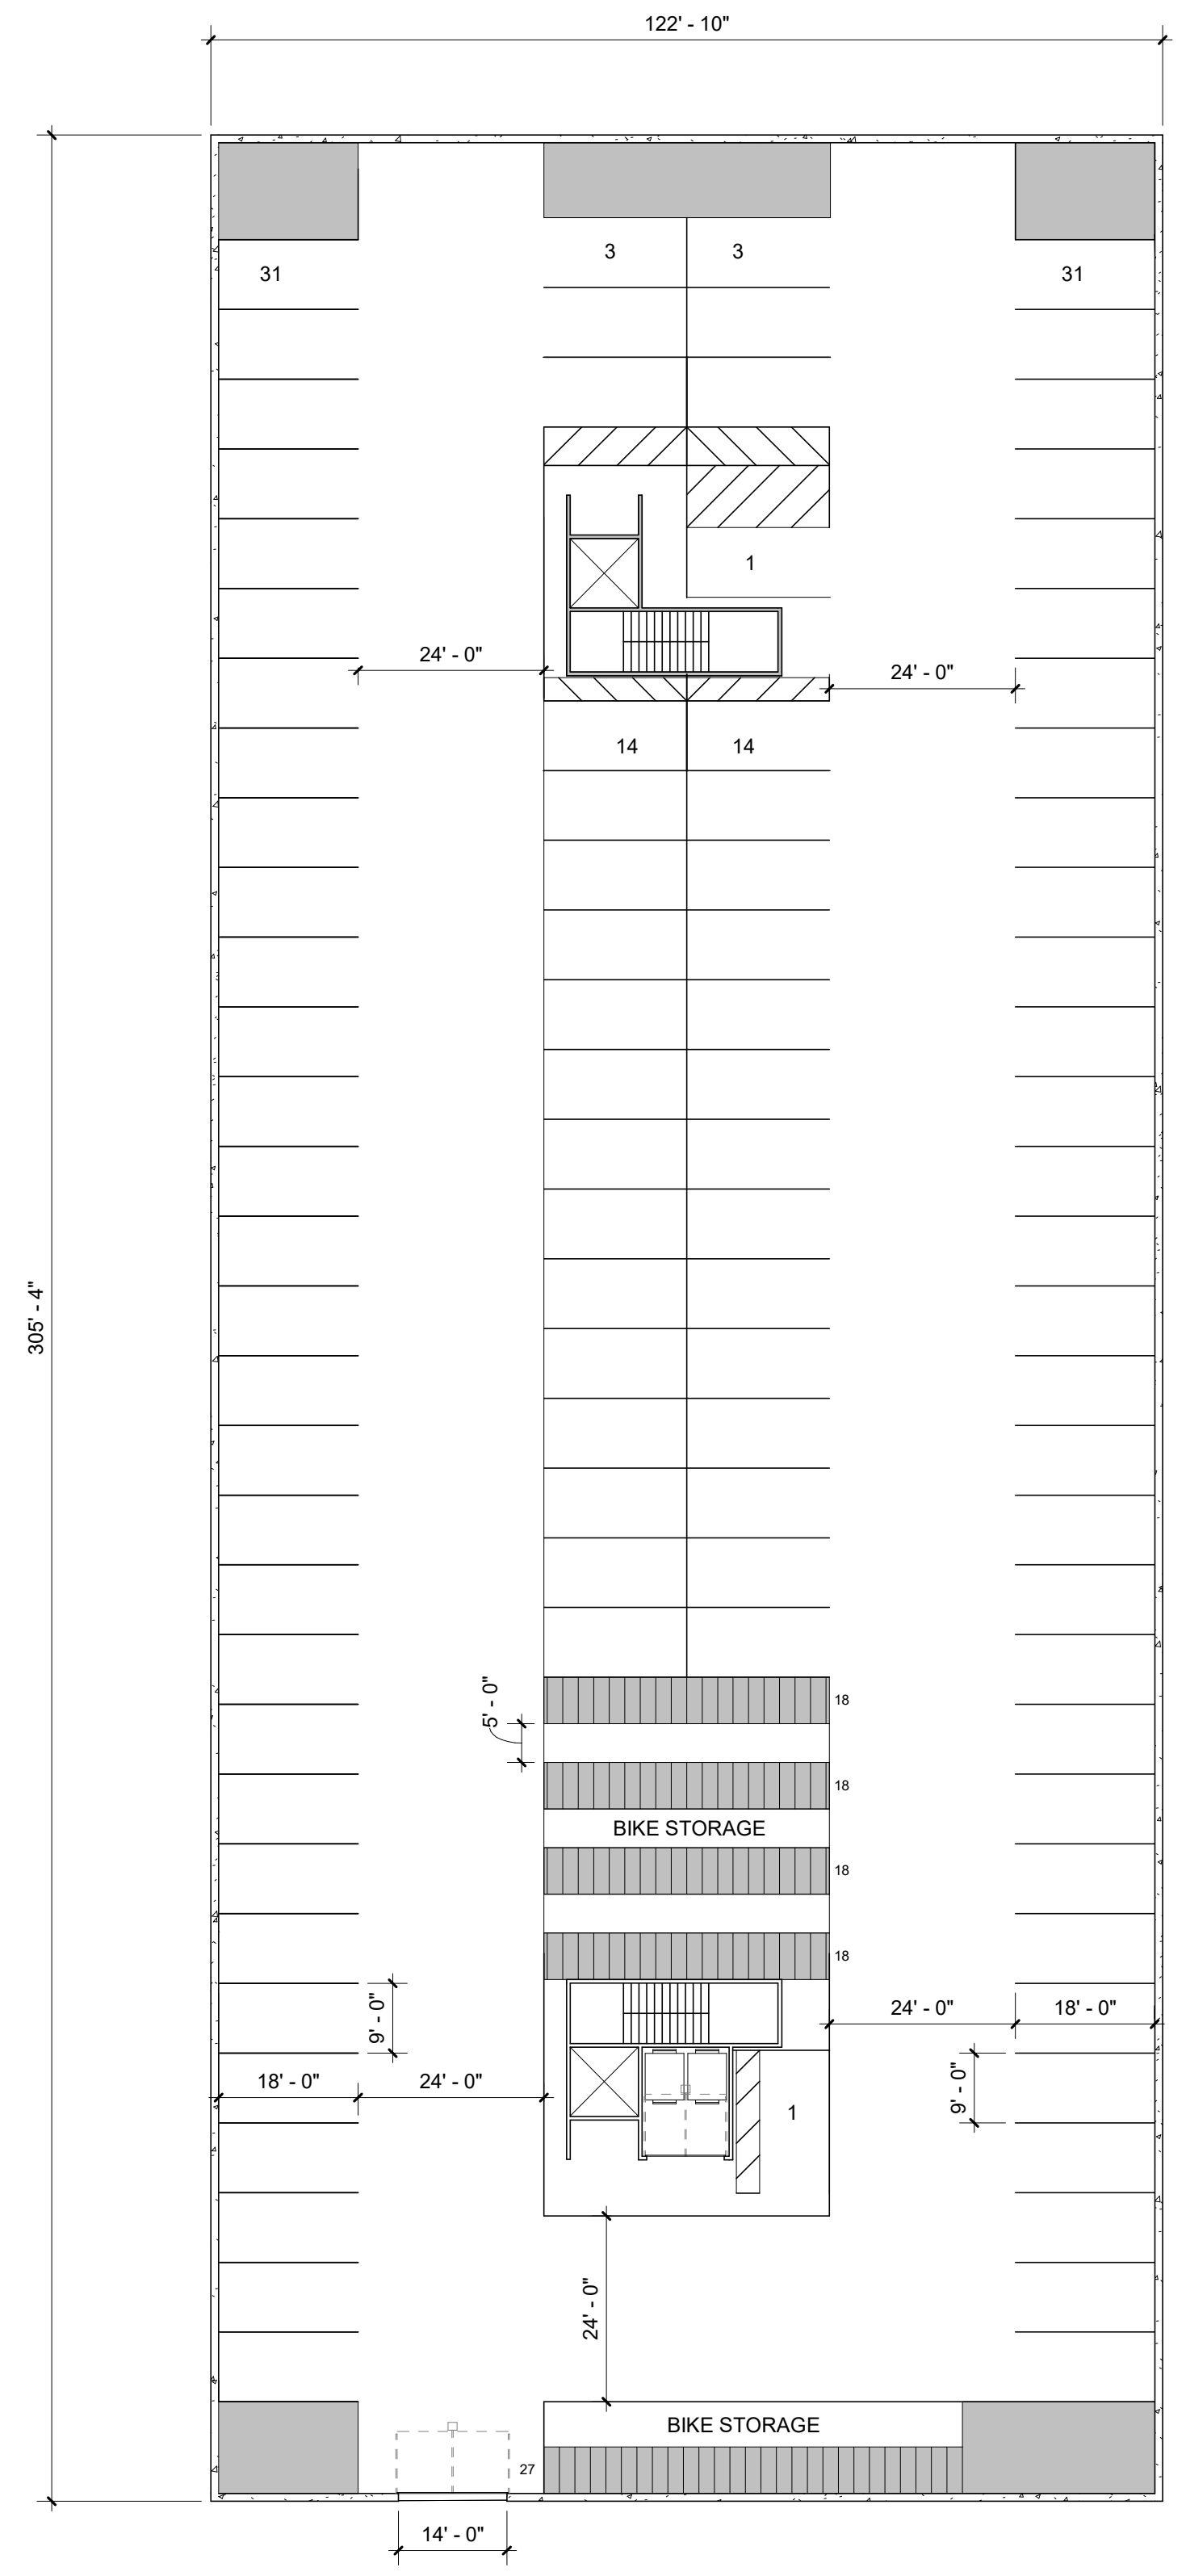 122' - 10"
3 3
31 31
1
24' - 0" 24' - 0"
14 14
305' - 4"
5' - 0"
18
18
BIKE STORAGE
18
18
9' - 0"
24' - 0" 18' - 0"
18' - 0" 24' - 0"
9' - 0"
1
24' - 0"
BIKE STORAGE
27
14' - 0"